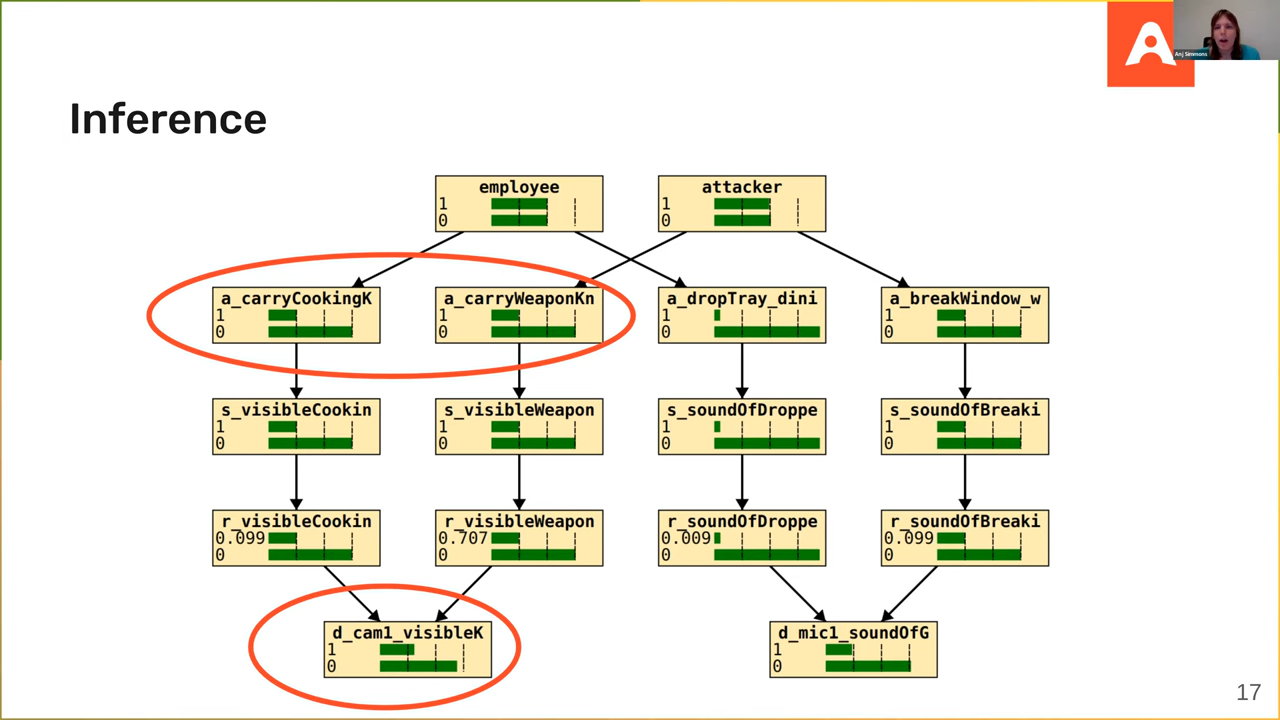 Anj Simmons
Inference
employee
1
0
attacker
1
0
a_carryCookingK
1
0
a_carryWeaponKn
1
0
a_dropTray_dini
1
0
a_breakWindow_w
1
0
s_visibleCookin
1
0
s_visibleWeapon
1
0
s_soundOfDroppe
1
0
s_soundOfBreaki
1
0
r_visibleCookin
0.099
0
r_visibleWeapon
0.707
0
r_soundOfDroppe
0.009
0
r_soundOfBreaki
0.099
0
d_cam1_visibleK
1
0
d_mic1_soundOfG
1
0
17